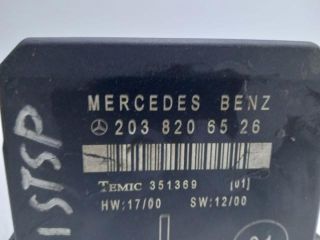 MERCEDES BENZ
203 820 65 26
TEMIC 351369 [01]
HW:17/00 SW:12/00